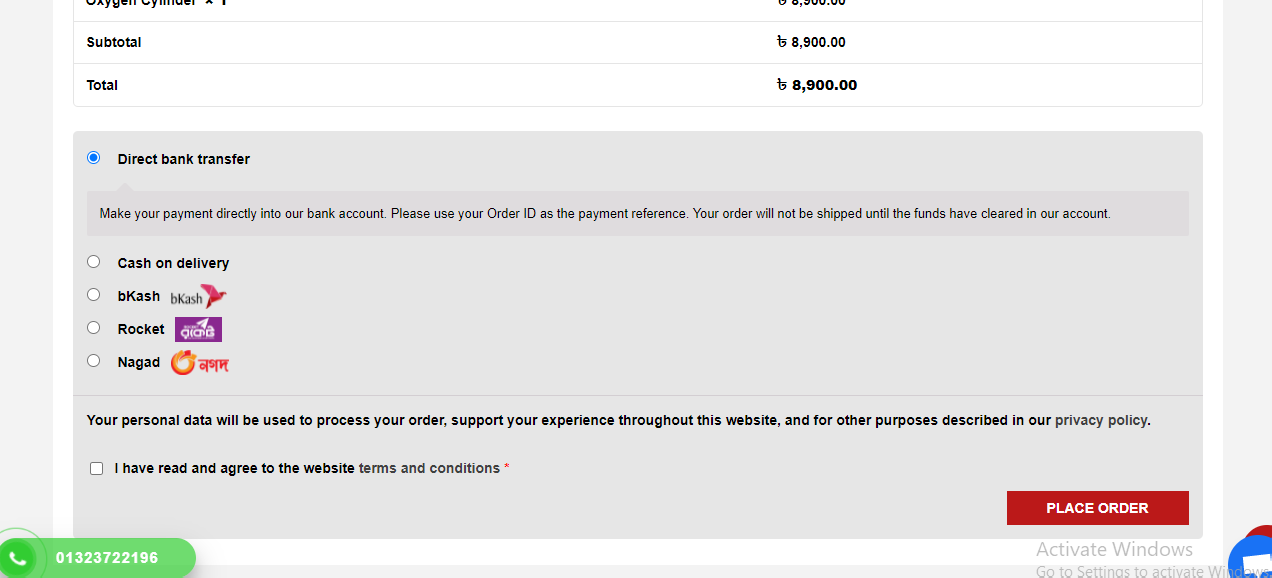 Oxygen Cylinder × 1 ৳ 8,900.00
Subtotal ৳ 8,900.00
Total ৳ 8,900.00
Direct bank transfer
Make your payment directly into our bank account. Please use your Order ID as the payment reference. Your order will not be shipped until the funds have cleared in our account.
Cash on delivery
bKash bKash
Rocket রকেট
Nagad নগদ
Your personal data will be used to process your order, support your experience throughout this website, and for other purposes described in our privacy policy.
I have read and agree to the website terms and conditions *
PLACE ORDER
01323722196
Activate Windows
Go to Settings to activate Windows.